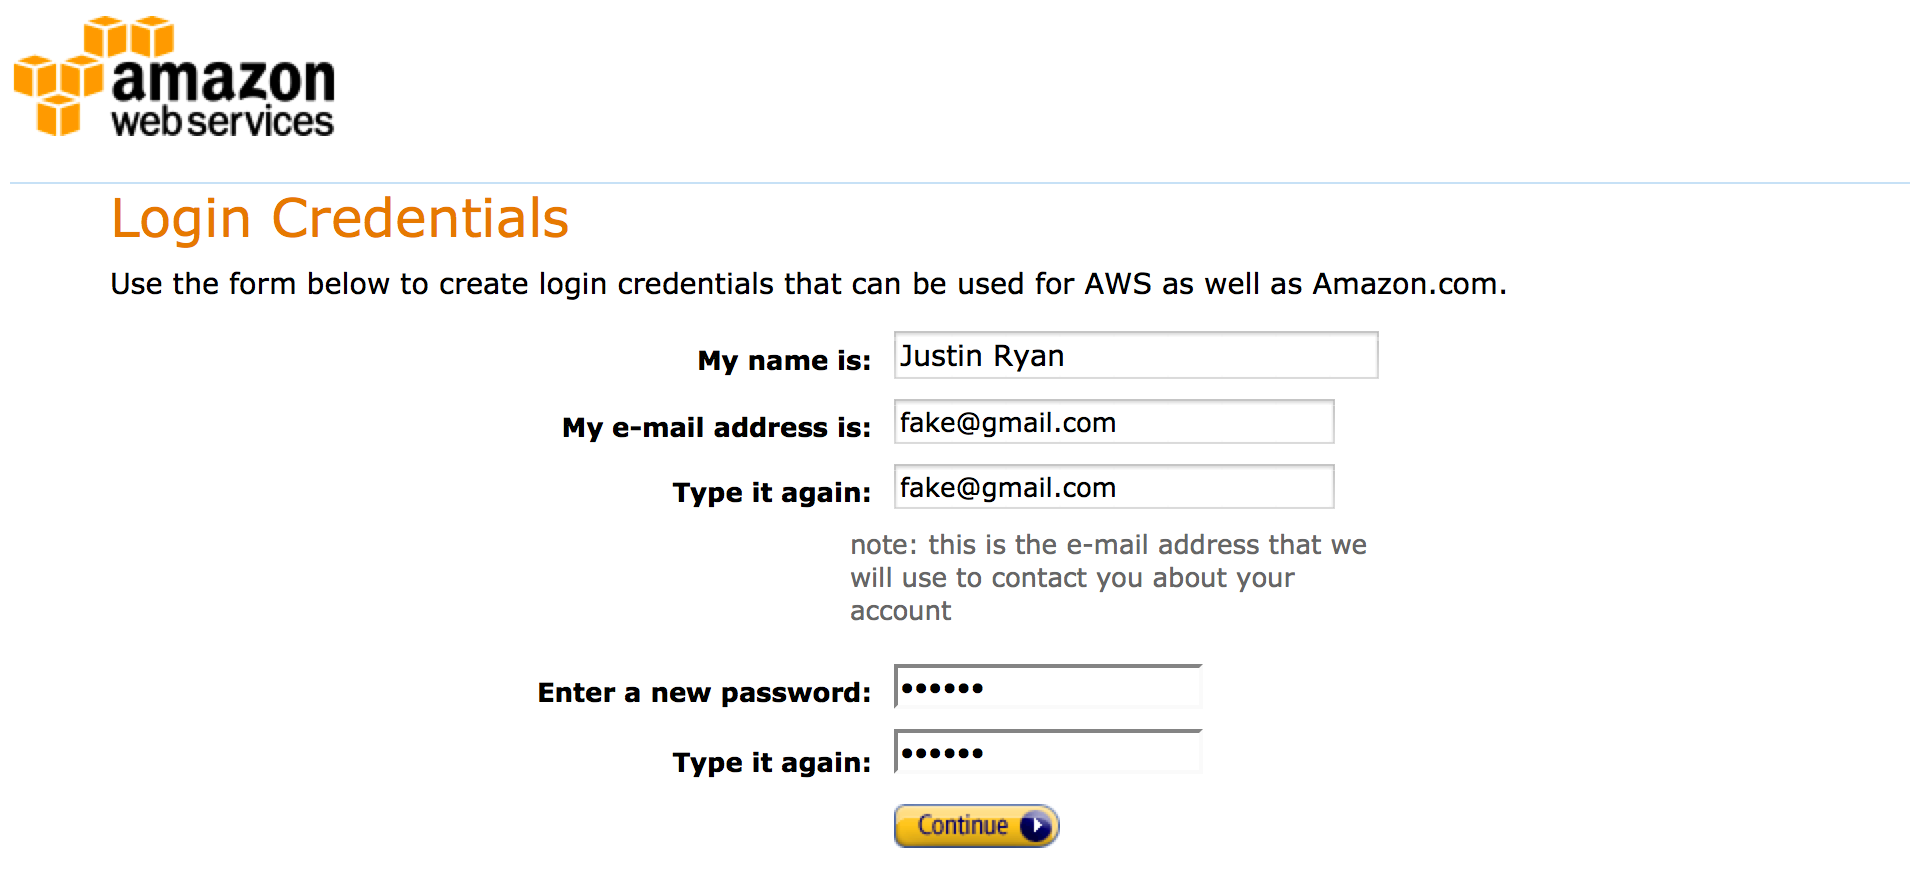 amazon
web services
Login Credentials
Use the form below to create login credentials that can be used for AWS as well as Amazon.com.
My name is: Justin Ryan
My e-mail address is: fake@gmail.com
Type it again: fake@gmail.com
note: this is the e-mail address that we
will use to contact you about your
account
Enter a new password: ••••••
Type it again: ••••••
Continue